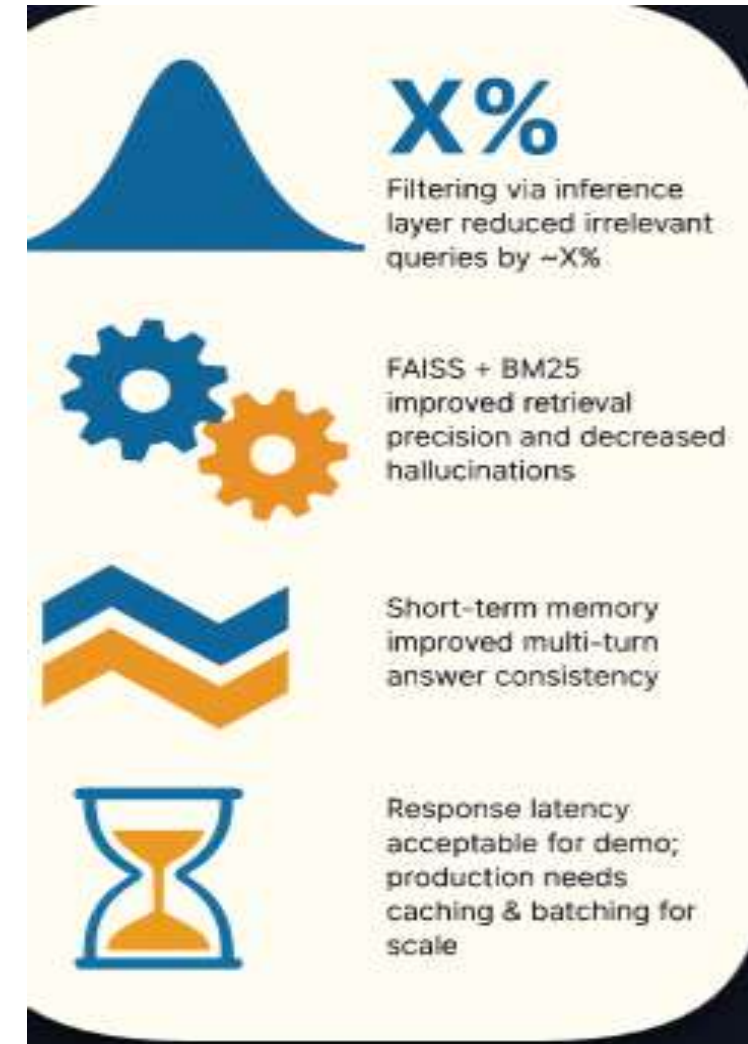 X%
Filtering via inference
layer reduced irrelevant
queries by ~X%
FAISS + BM25
improved retrieval
precision and decreased
hallucinations
Short-term memory
improved multi-turn
answer consistency
Response latency
acceptable for demo;
production needs
caching & batching for
scale